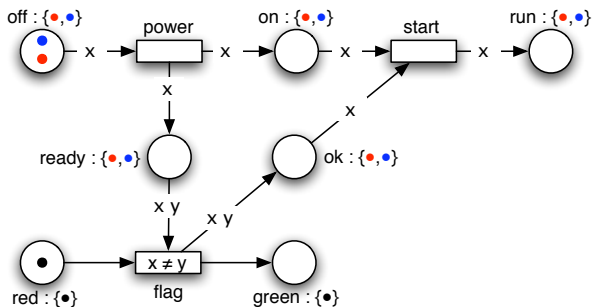 off : {●,●}
power
on : {●,●}
start
run : {●,●}
x
x
x
x
x
x
ready : {●,●}
ok : {●,●}
x y
x y
x ≠ y
red : {●}
flag
green : {●}